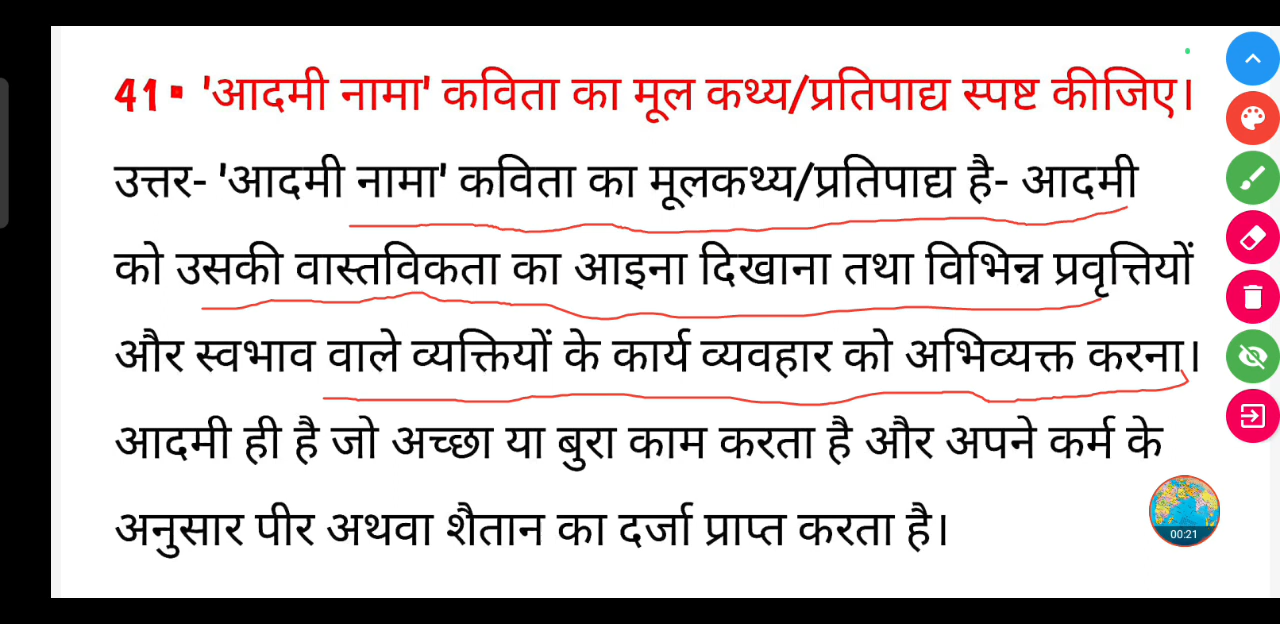 41. 'आदमी नामा' कविता का मूल कथ्य/प्रतिपाद्य स्पष्ट कीजिए।
उत्तर- 'आदमी नामा' कविता का मूलकथ्य/प्रतिपाद्य है- आदमी
को उसकी वास्तविकता का आइना दिखाना तथा विभिन्न प्रवृत्तियों
और स्वभाव वाले व्यक्तियों के कार्य व्यवहार को अभिव्यक्त करना।
आदमी ही है जो अच्छा या बुरा काम करता है और अपने कर्म के
अनुसार पीर अथवा शैतान का दर्जा प्राप्त करता है।
00:21